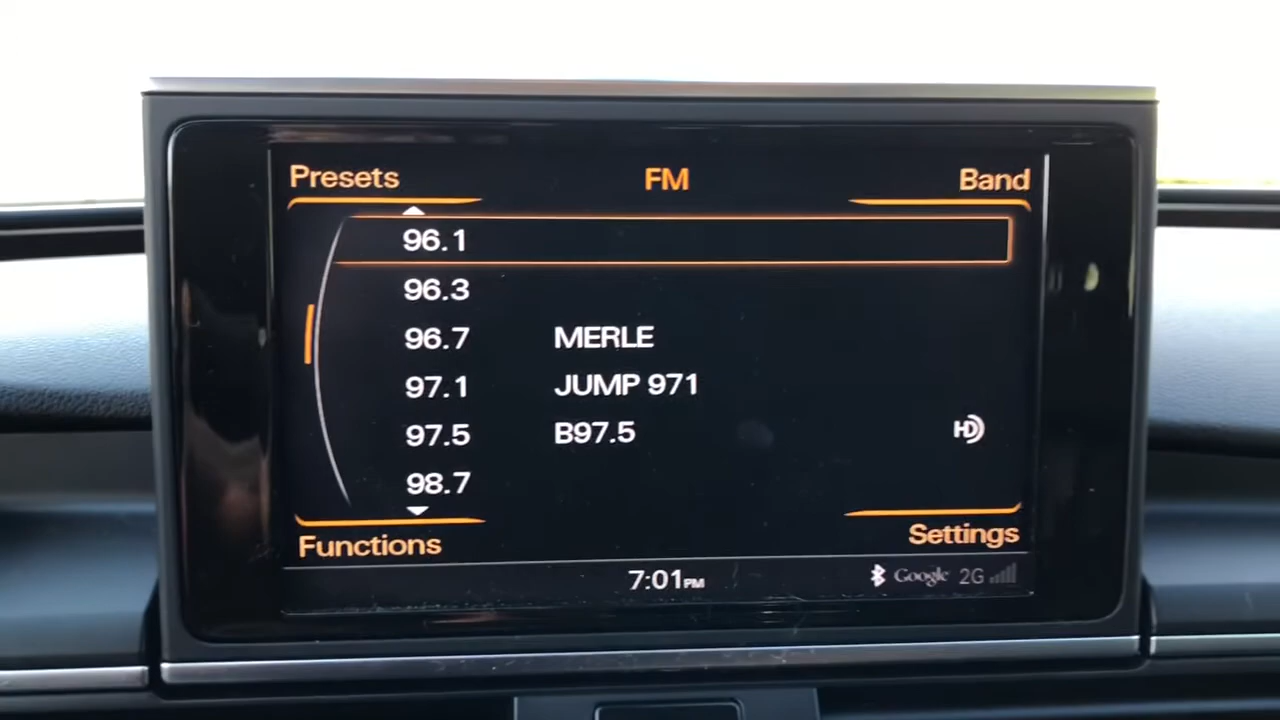 Presets FM Band
96.1
96.3
96.7 MERLE
97.1 JUMP 971
97.5 B97.5 HD
98.7
Functions Settings
7:01PM Google 2G